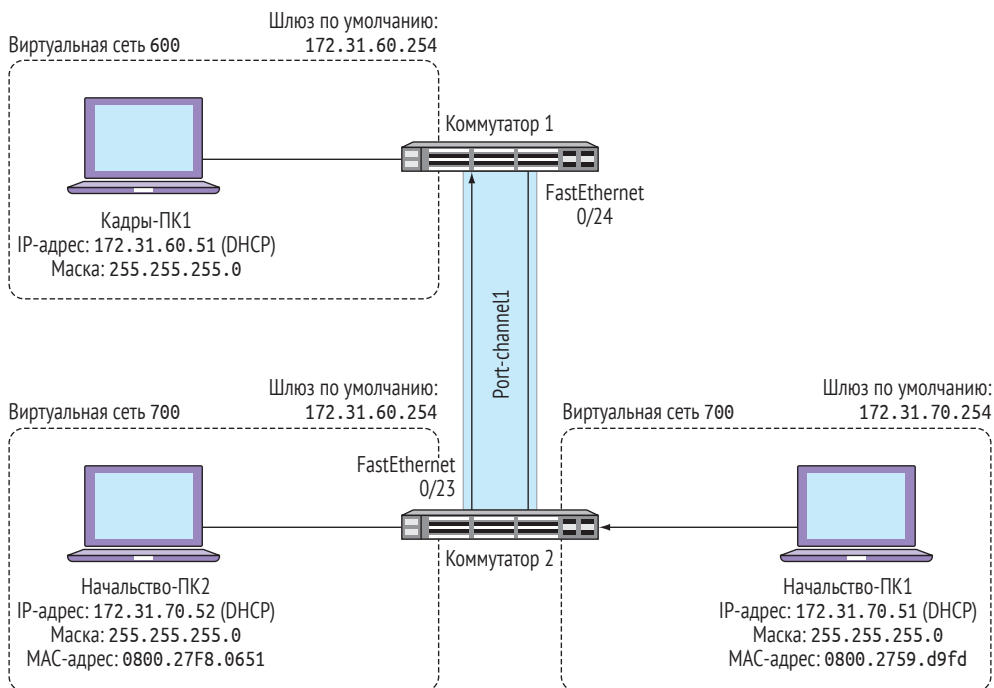 Шлюз по умолчанию:
Виртуальная сеть 600
172.31.60.254
Коммутатор 1
FastEthernet
0/24
Кадры-ПК1
IP-адрес: 172.31.60.51 (DHCP)
Маска: 255.255.255.0
Port-channel1
Шлюз по умолчанию:
Виртуальная сеть 700
172.31.60.254
Шлюз по умолчанию:
Виртуальная сеть 700
172.31.70.254
FastEthernet
0/23
Коммутатор 2
Начальство-ПК2
IP-адрес: 172.31.70.52 (DHCP)
Маска: 255.255.255.0
MAC-адрес: 0800.27F8.0651
Начальство-ПК1
IP-адрес: 172.31.70.51 (DHCP)
Маска: 255.255.255.0
MAC-адрес: 0800.2759.d9fd